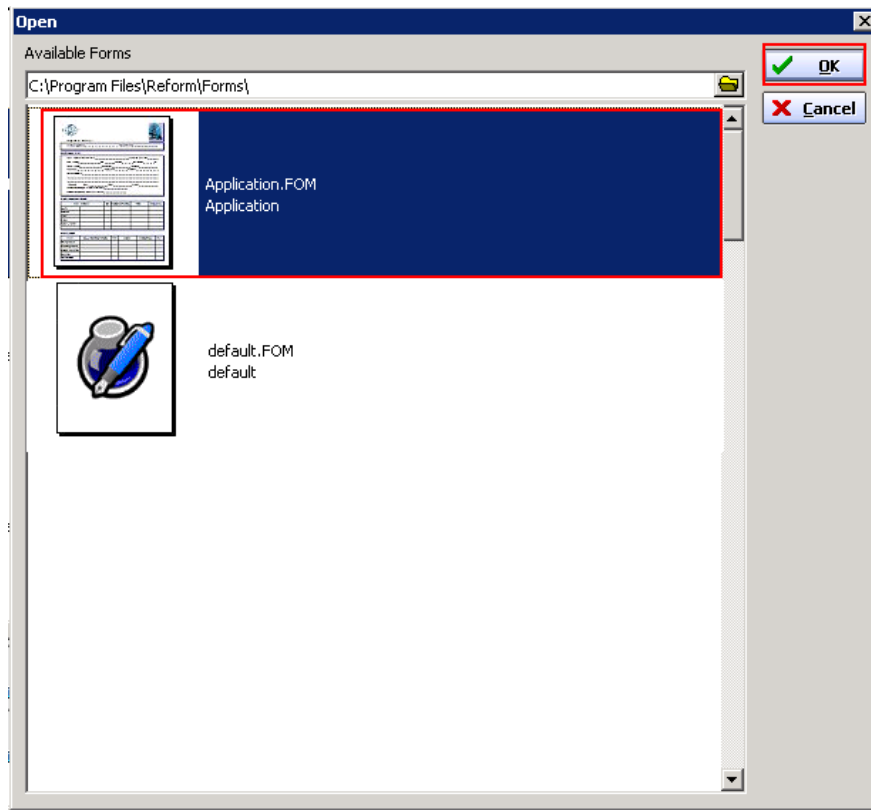 Open
Available Forms
C:\Program Files\Reform\Forms\
OK
Cancel
Application.FOM
Application
default.FOM
default